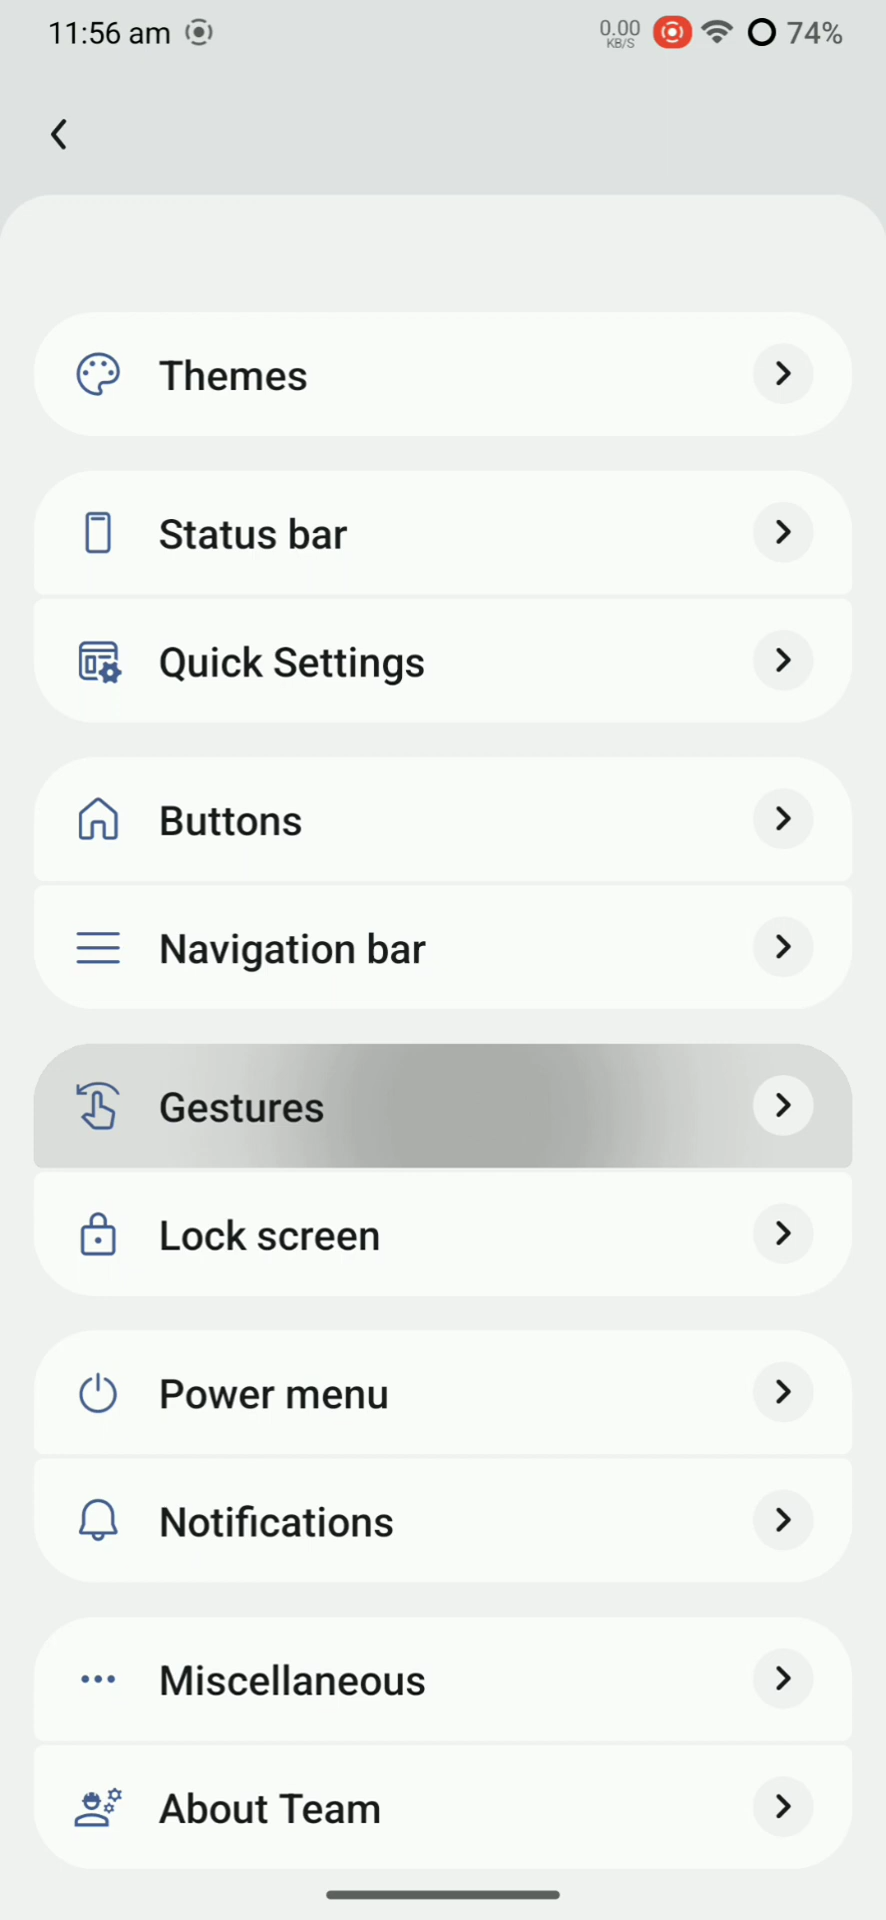 11:56 am
0.00
KB/S
74%
Themes
Status bar
Quick Settings
Buttons
Navigation bar
Gestures
Lock screen
Power menu
Notifications
Miscellaneous
About Team